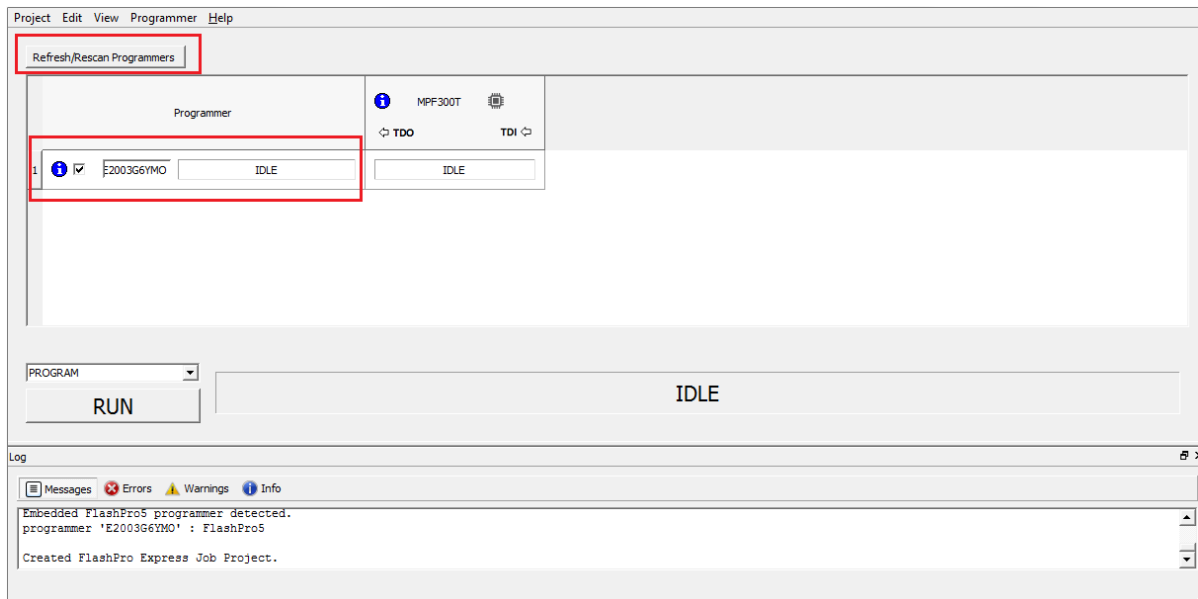 Project Edit View Programmer Help
Refresh/Rescan Programmers
Programmer
MPF300T
TDO TDI
1 E2003G6YMO IDLE IDLE
PROGRAM
RUN
IDLE
Log
Messages Errors Warnings Info
Embedded FlashPro5 programmer detected.
programmer 'E2003G6YMO' : FlashPro5
Created FlashPro Express Job Project.